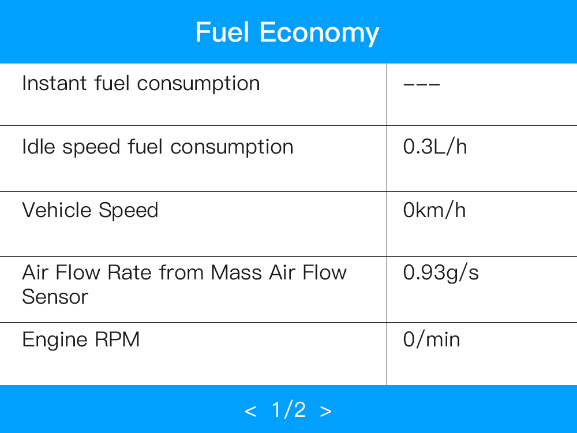 Fuel Economy
Instant fuel consumption
---
Idle speed fuel consumption
0.3L/h
Vehicle Speed
0km/h
Air Flow Rate from Mass Air Flow
Sensor
0.93g/s
Engine RPM
0/min
< 1/2 >